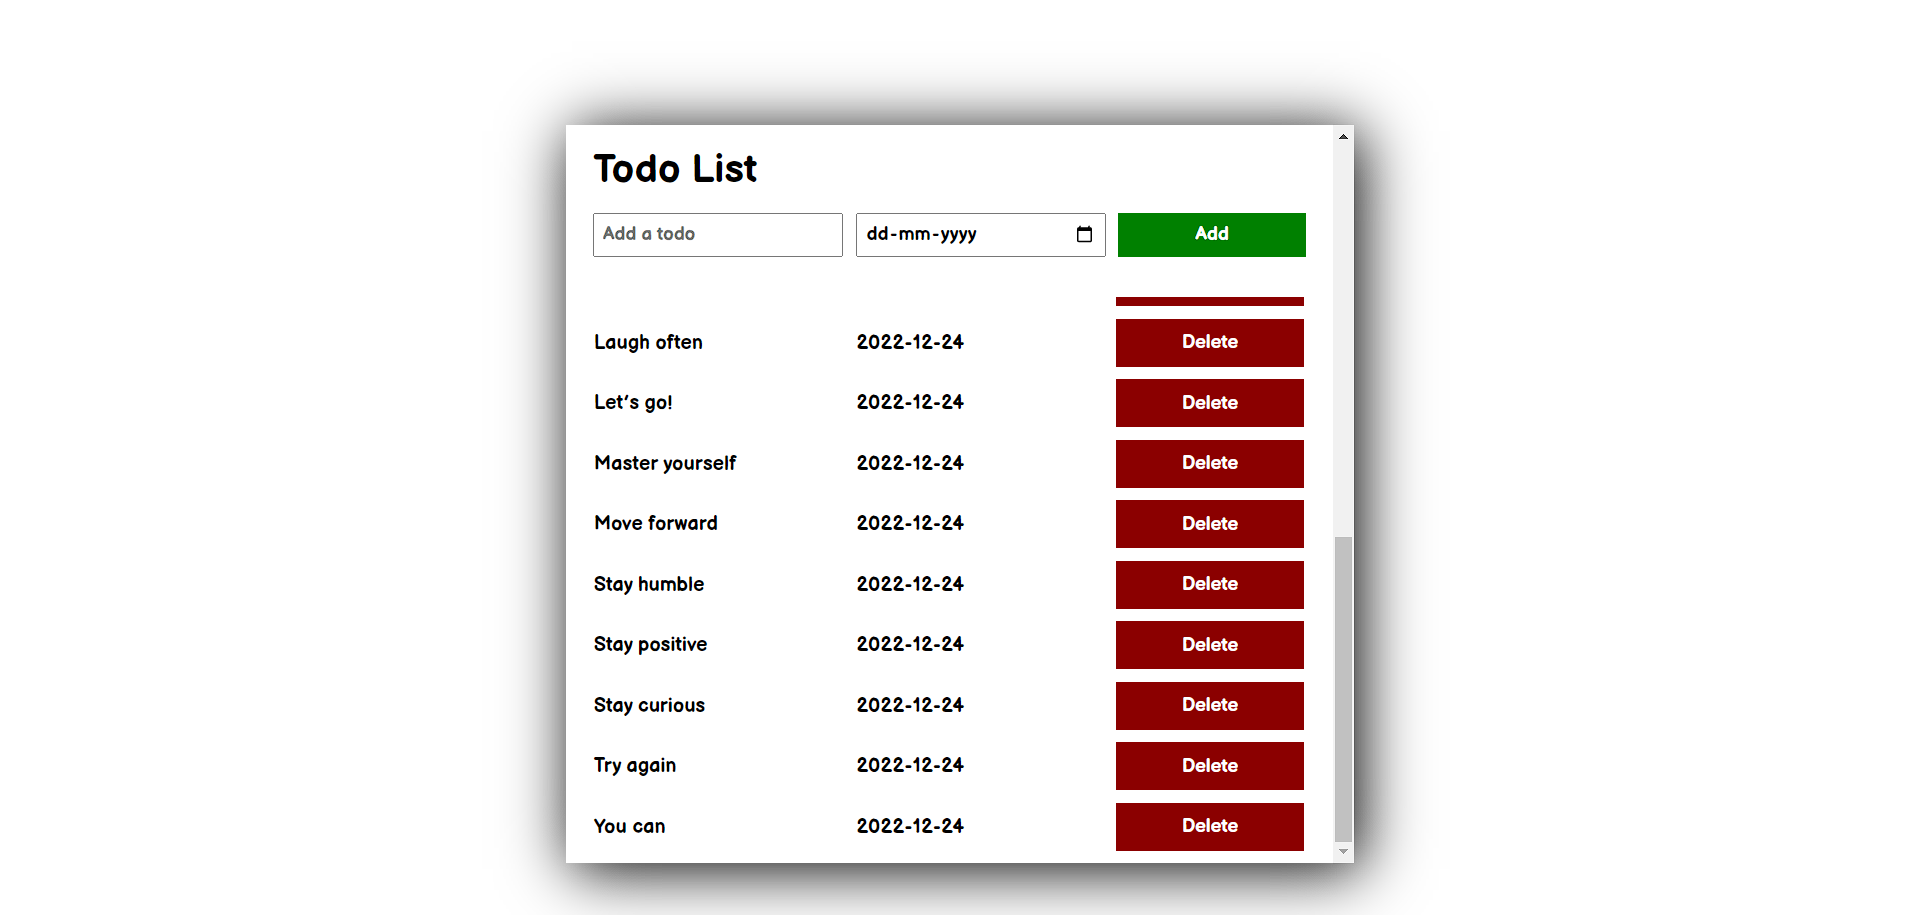 Todo List
Add a todo dd-mm-yyyy Add
Laugh often 2022-12-24 Delete
Let's go! 2022-12-24 Delete
Master yourself 2022-12-24 Delete
Move forward 2022-12-24 Delete
Stay humble 2022-12-24 Delete
Stay positive 2022-12-24 Delete
Stay curious 2022-12-24 Delete
Try again 2022-12-24 Delete
You can 2022-12-24 Delete